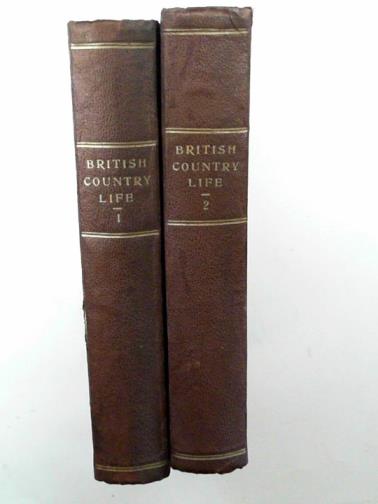 BRITISH
COUNTRY
LIFE
1
BRITISH
COUNTRY
LIFE
2